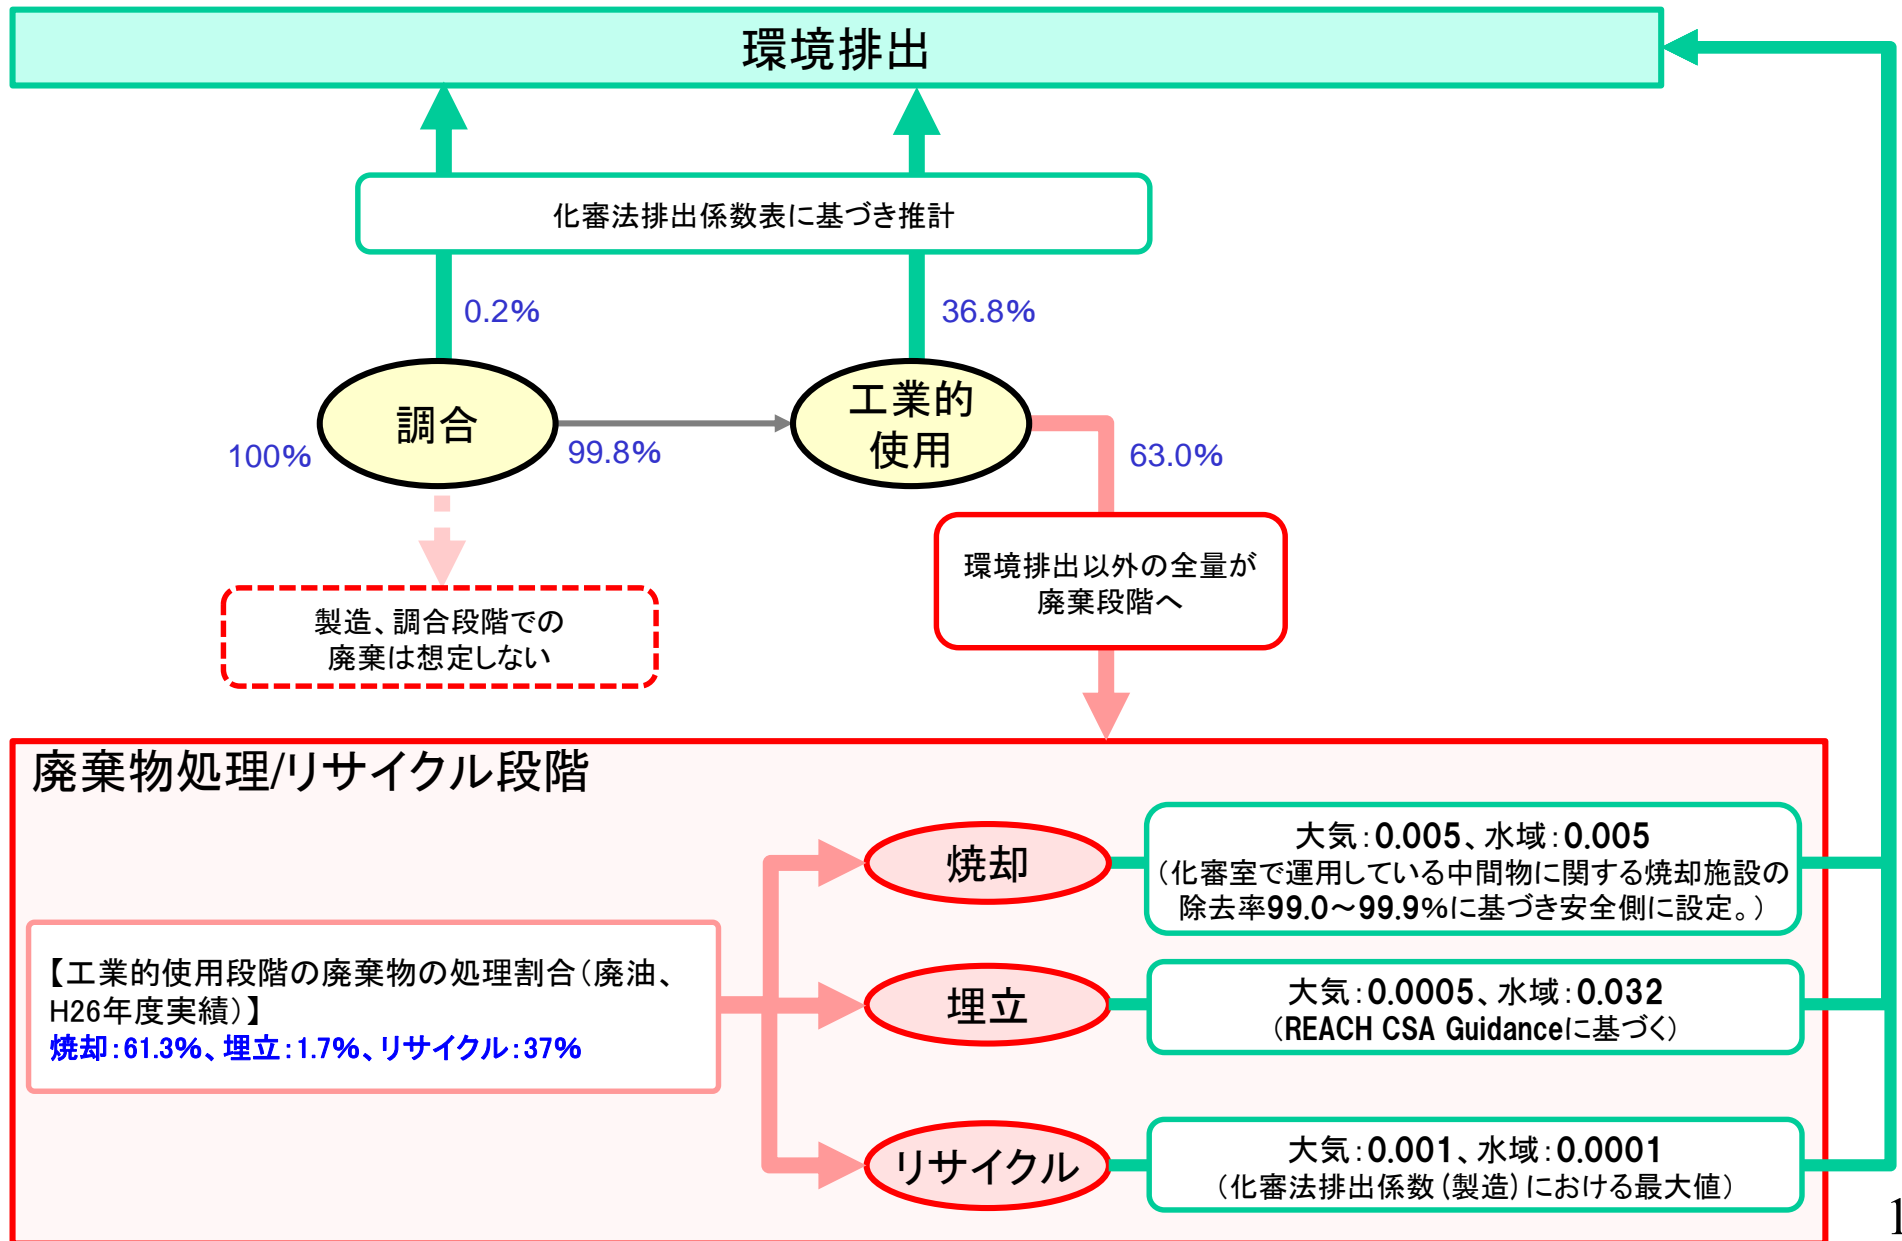 環境排出
化審法排出係数表に基づき推計
0.2%
36.8%
調合
工業的
使用
100%
99.8%
63.0%
環境排出以外の全量が
廃棄段階へ
製造、調合段階での
廃棄は想定しない
廃棄物処理/リサイクル段階
【工業的使用段階の廃棄物の処理割合（廃油、
H26年度実績）】
焼却：61.3%、埋立：1.7%、リサイクル：37%
焼却
大気：0.005、水域：0.005
（化審室で運用している中間物に関する焼却施設の
除去率99.0～99.9%に基づき安全側に設定。）
埋立
大気：0.0005、水域：0.032
（REACH CSA Guidanceに基づく）
リサイクル
大気：0.001、水域：0.0001
（化審法排出係数（製造）における最大値）
1